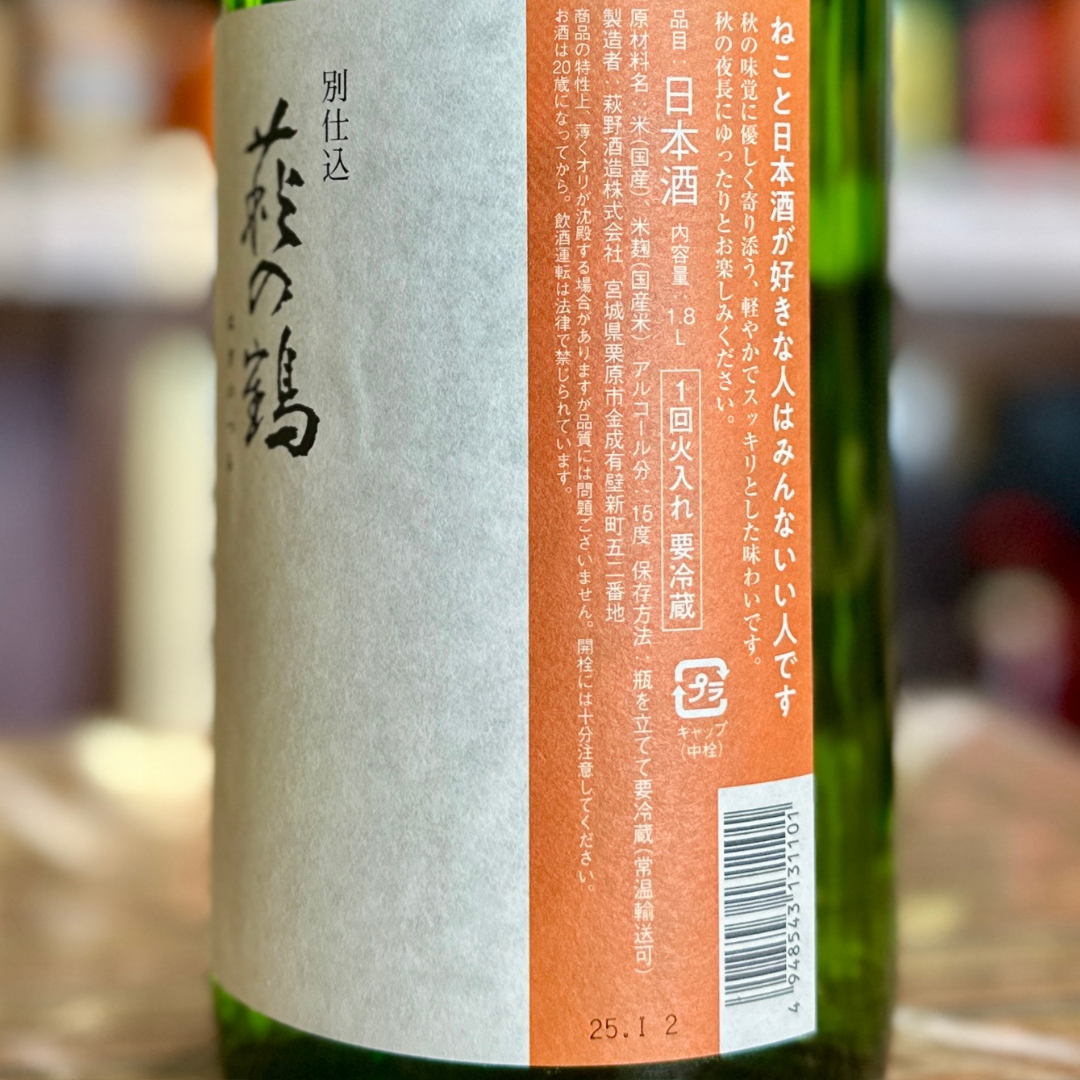 ねこと日本酒が好きな人はみんないい人です
秋の味覚に優しく寄り添う、軽やかでスッキリとした味わいです。
秋の夜長にゆったりとお楽しみください。
品目：日本酒 内容量：1.8L 1回火入れ 要冷蔵
原材料名：米(国産)、米麹(国産米) アルコール分：15度 保存方法：瓶を立てて要冷蔵(常温輸送可)
製造者：萩野酒造株式会社 宮城県栗原市金成有壁新町五二番地
商品の特性上、薄くオリが沈殿する場合がありますが品質には問題ございません。開栓には十分注意してください。
お酒は20歳になってから。飲酒運転は法律で禁じられています。
プラ
キャップ
(中栓)
4948543131101
25.I 2
別仕込
萩の鶴
はぎのつる